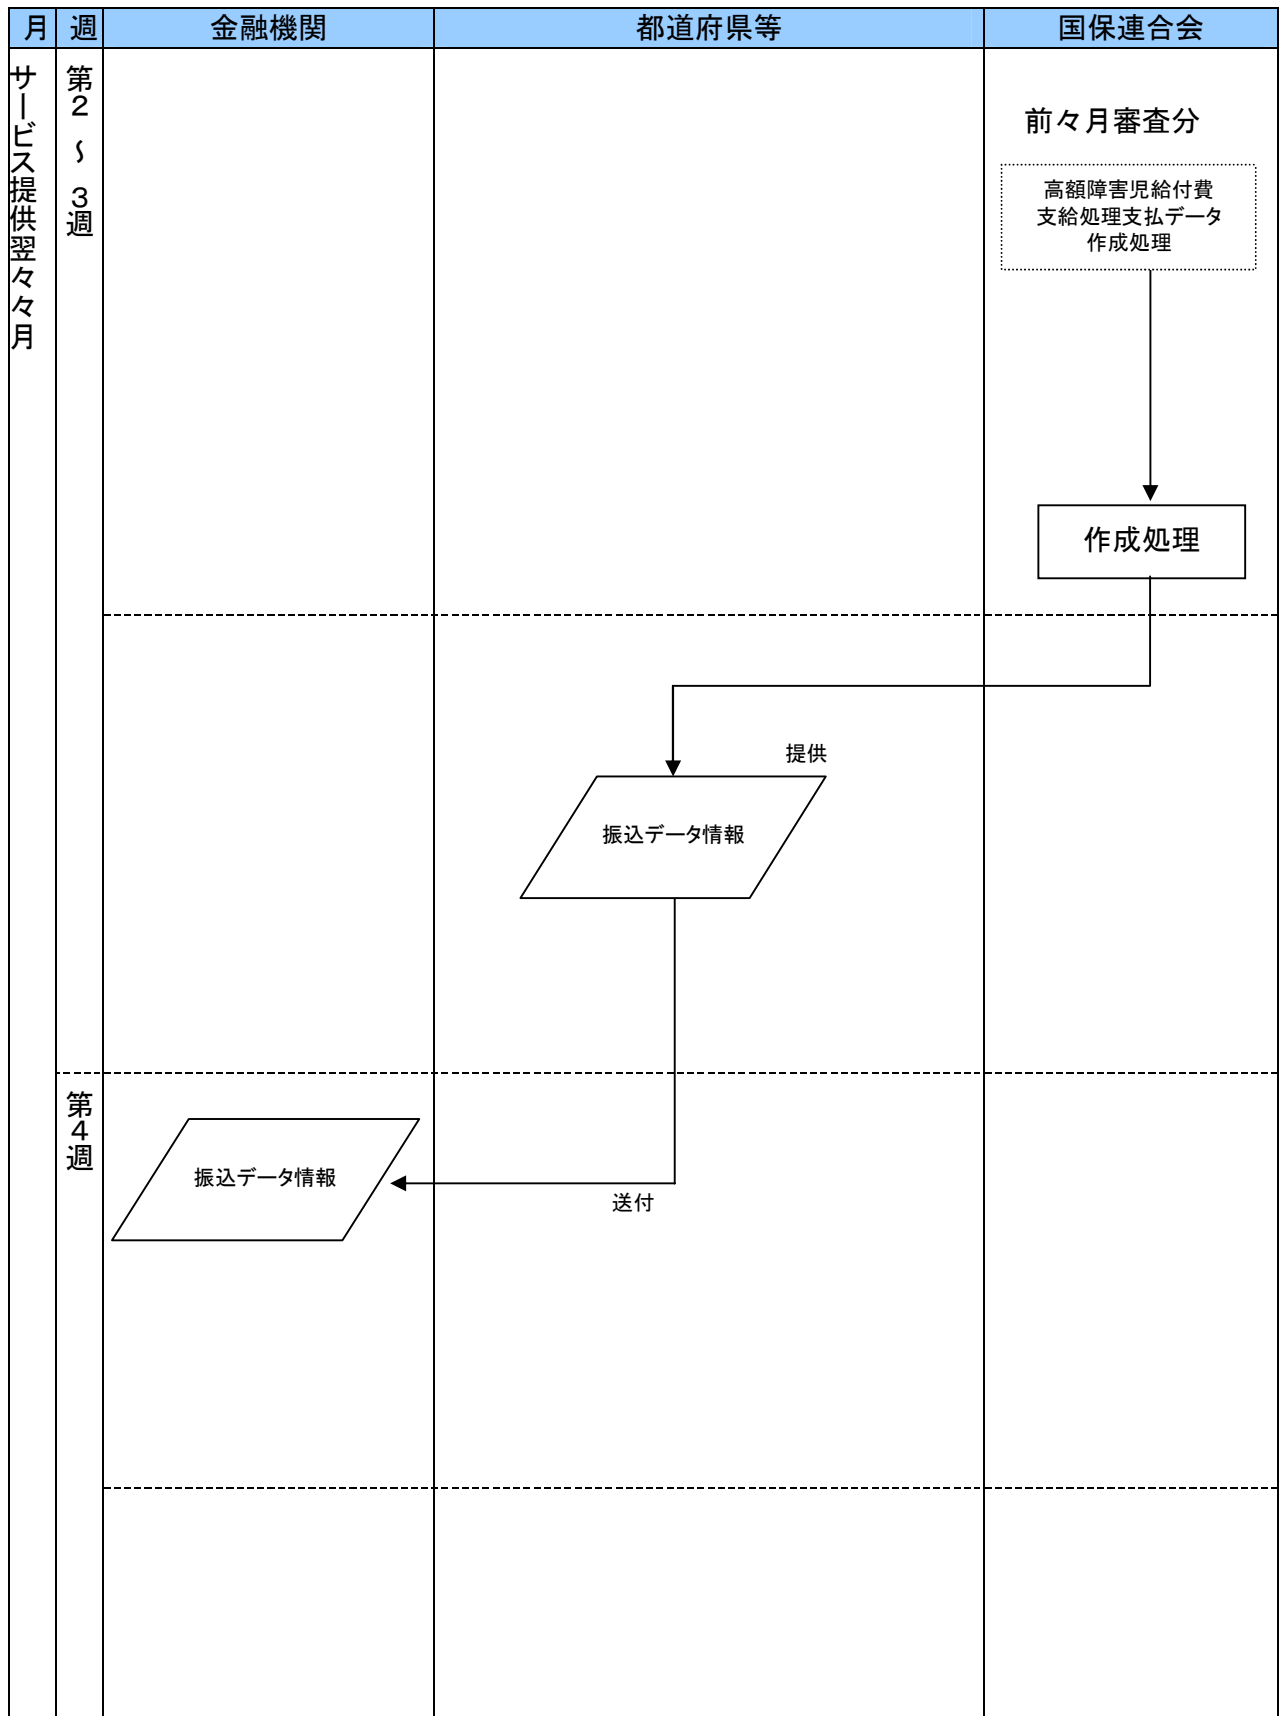 月 週 金融機関 都道府県等 国保連合会
サービス提供翌々々月
第2~3週
前々月審査分
高額障害児給付費
支給処理支払データ
作成処理
作成処理
提供
振込データ情報
第4週
振込データ情報
送付